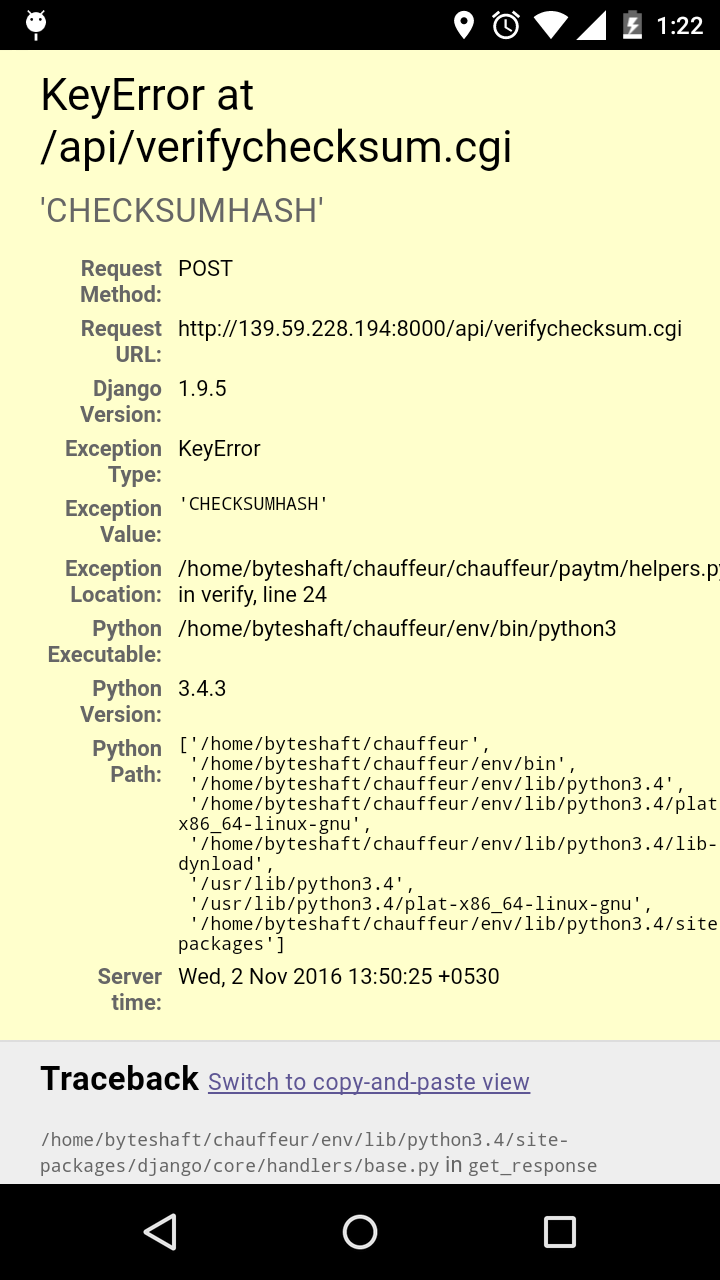 1:22
KeyError at
/api/verifychecksum.cgi
'CHECKSUMHASH'
Request Method: POST
Request URL: http://139.59.228.194:8000/api/verifychecksum.cgi
Django Version: 1.9.5
Exception Type: KeyError
Exception Value: 'CHECKSUMHASH'
Exception Location: /home/byteshaft/chauffeur/chauffeur/paytm/helpers.py
in verify, line 24
Python Executable: /home/byteshaft/chauffeur/env/bin/python3
Python Version: 3.4.3
Python Path: ['/home/byteshaft/chauffeur',
'/home/byteshaft/chauffeur/env/bin',
'/home/byteshaft/chauffeur/env/lib/python3.4',
'/home/byteshaft/chauffeur/env/lib/python3.4/plat-
x86_64-linux-gnu',
'/home/byteshaft/chauffeur/env/lib/python3.4/lib-
dynload',
'/usr/lib/python3.4',
'/usr/lib/python3.4/plat-x86_64-linux-gnu',
'/home/byteshaft/chauffeur/env/lib/python3.4/site-
packages']
Server time: Wed, 2 Nov 2016 13:50:25 +0530
Traceback Switch to copy-and-paste view
/home/byteshaft/chauffeur/env/lib/python3.4/site-
packages/django/core/handlers/base.py in get_response